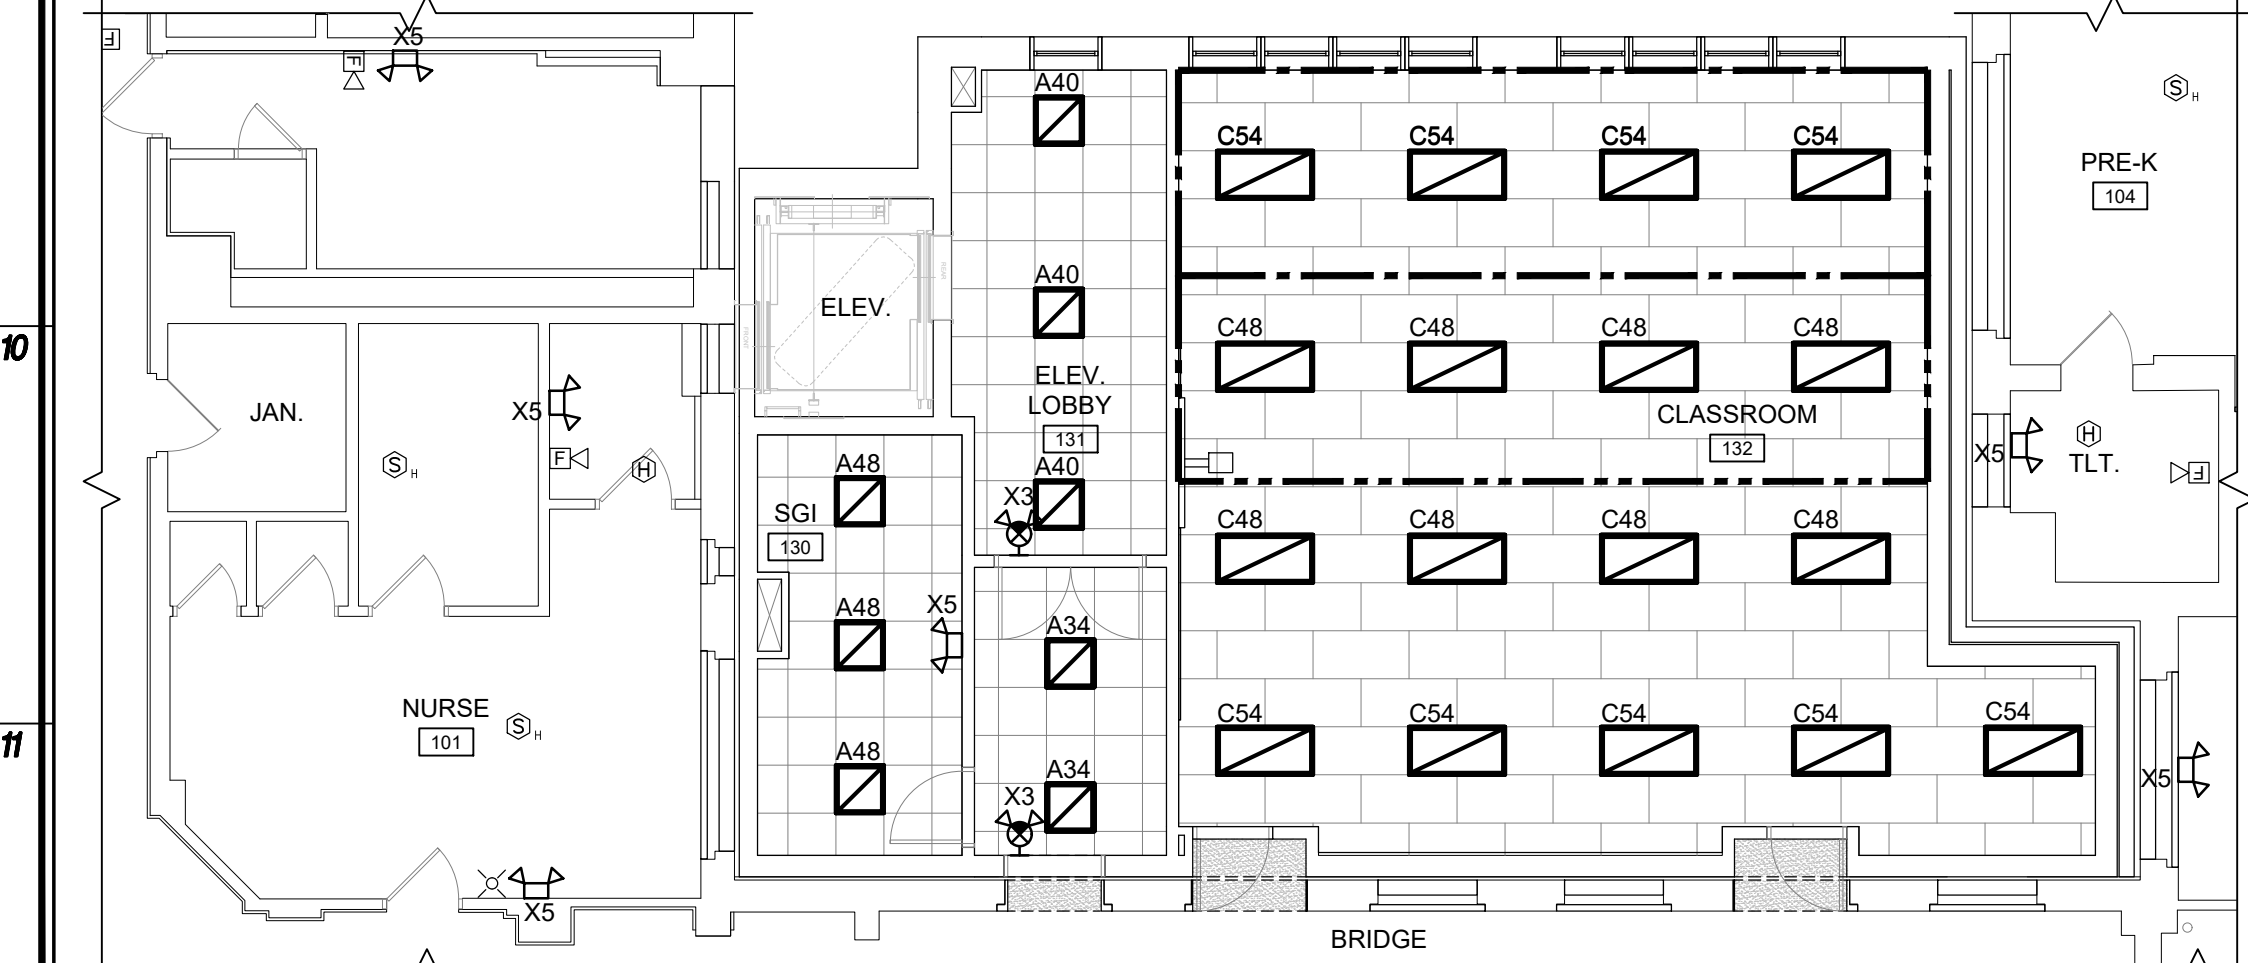 X5
F
F
A40
S H
C54 C54 C54 C54
PRE-K
104
A40
REAR
ELEV.
FRONT
C48 C48 C48 C48
10
ELEV.
LOBBY
131
JAN.
X5
CLASSROOM
132
H
X5
TLT.
F
S H
F
H
A48
A40
X3
SGI
130
C48 C48 C48 C48
A48
X5
A34
NURSE
101
S H
C54 C54 C54 C54 C54
11
A48
A34
X3
X5
X5
BRIDGE